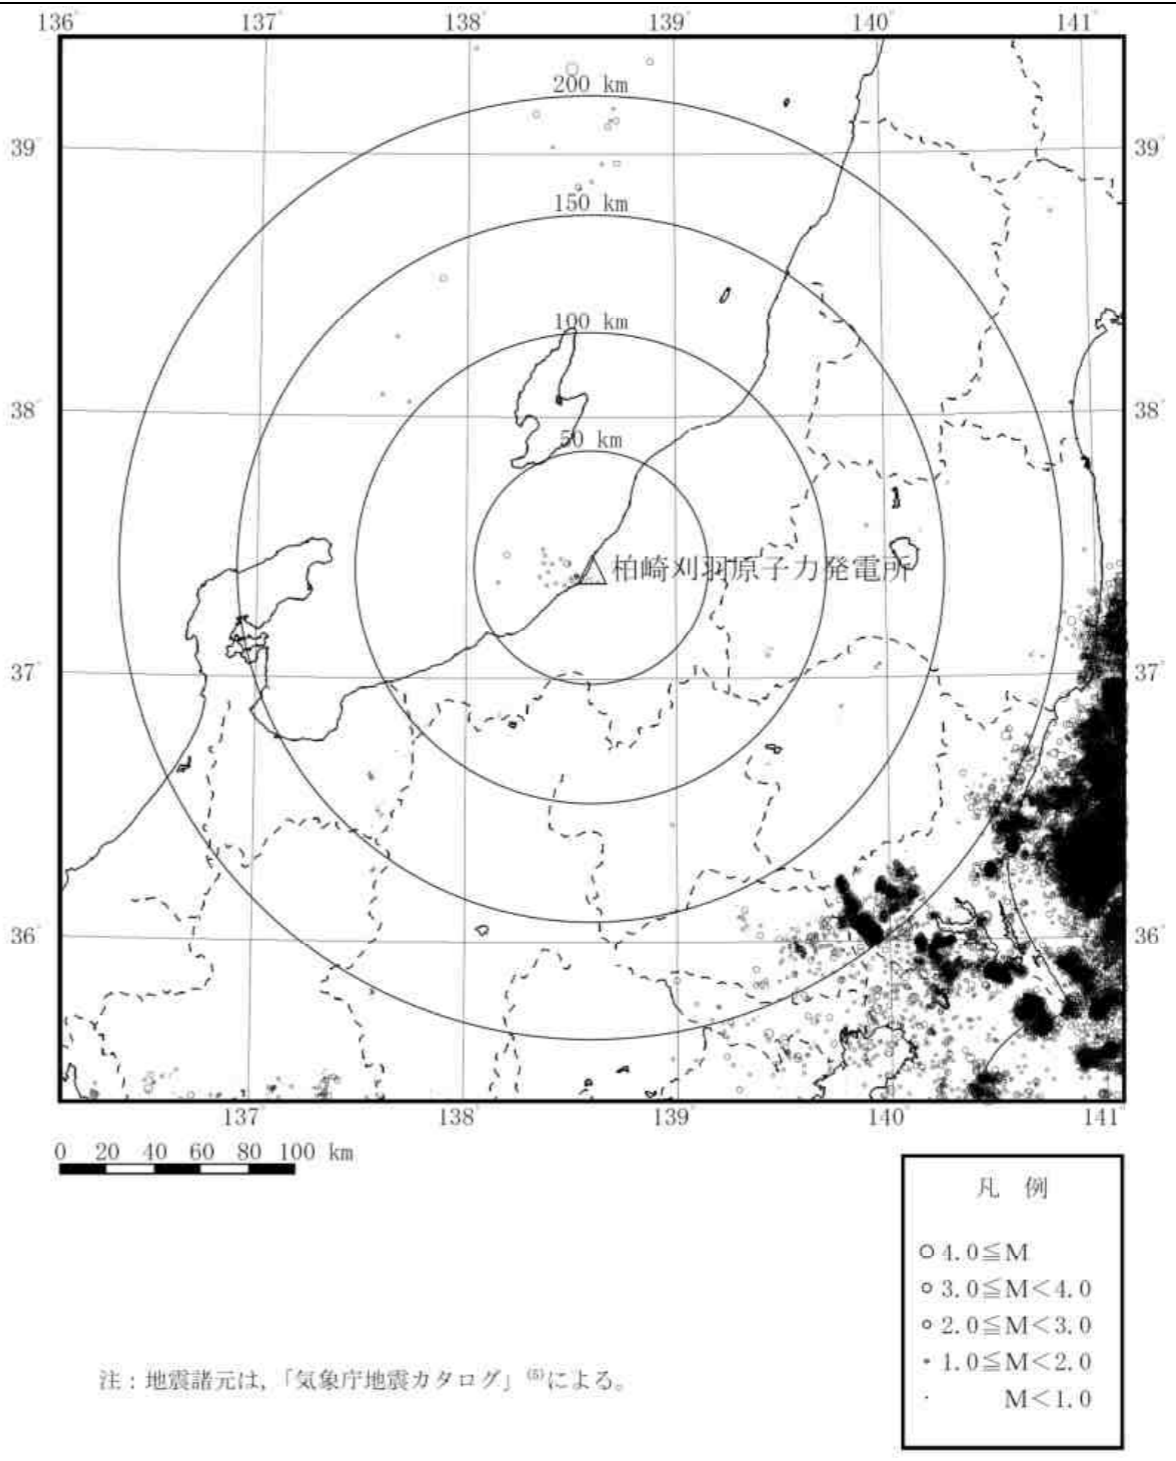 136° 137° 138° 139° 140° 141°
200 km
39° 39°
150 km
100 km
38° 38°
50 km
柏崎刈羽原子力発電所
37° 37°
36° 36°
137° 138° 139° 140° 141°
0 20 40 60 80 100 km
凡 例
○ 4.0≦M
○ 3.0≦M<4.0
○ 2.0≦M<3.0
∘ 1.0≦M<2.0
· M<1.0
注:地震諸元は,「気象庁地震カタログ」(5)による。